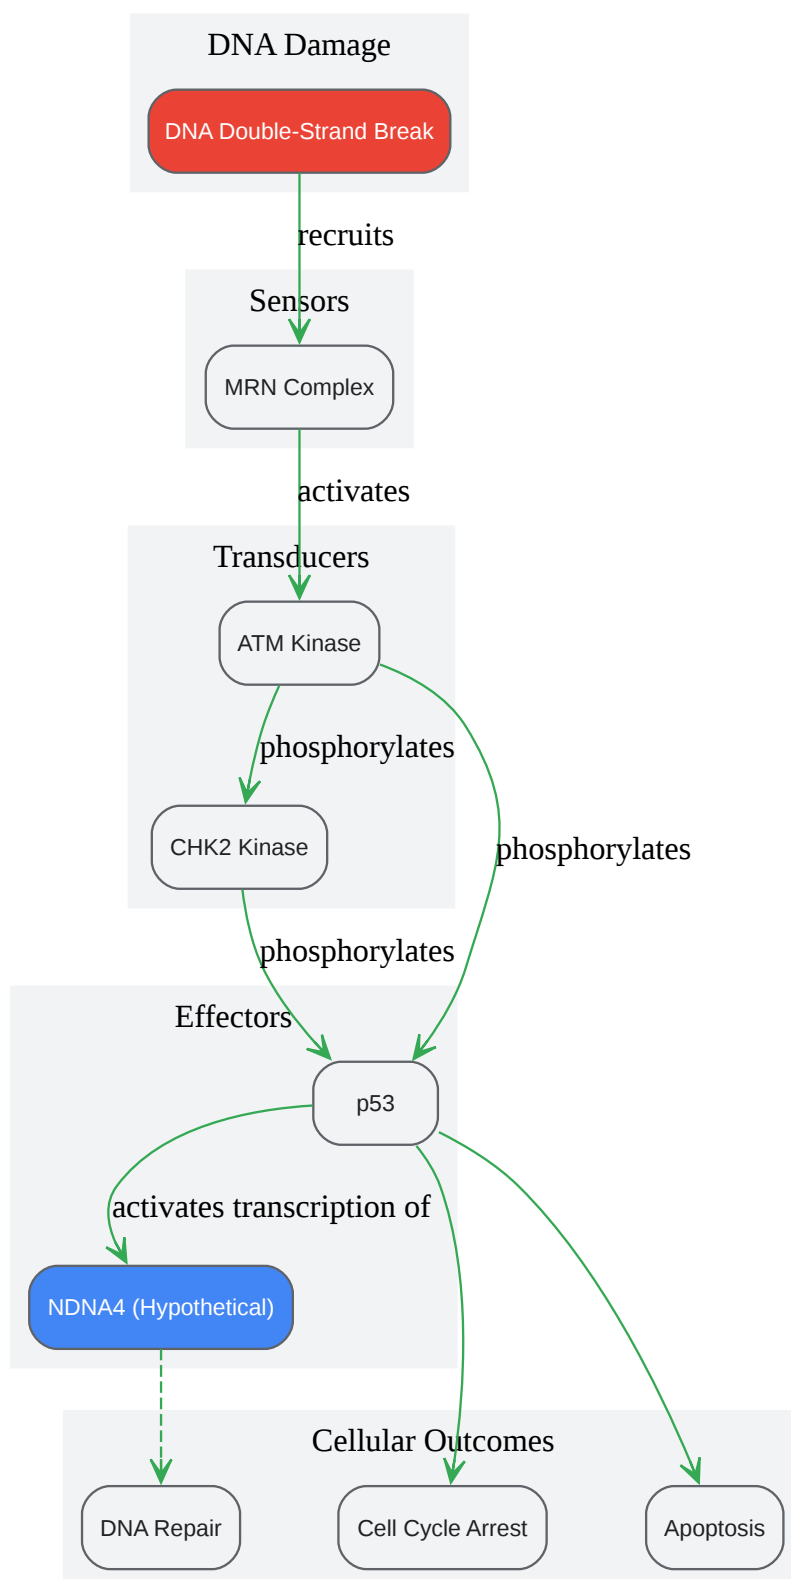 DNA Damage
DNA Double-Strand Break
recruits
Sensors
MRN Complex
activates
Transducers
ATM Kinase
phosphorylates
CHK2 Kinase
phosphorylates
phosphorylates
Effectors
p53
activates transcription of
NDNA4 (Hypothetical)
Cellular Outcomes
DNA Repair
Cell Cycle Arrest
Apoptosis